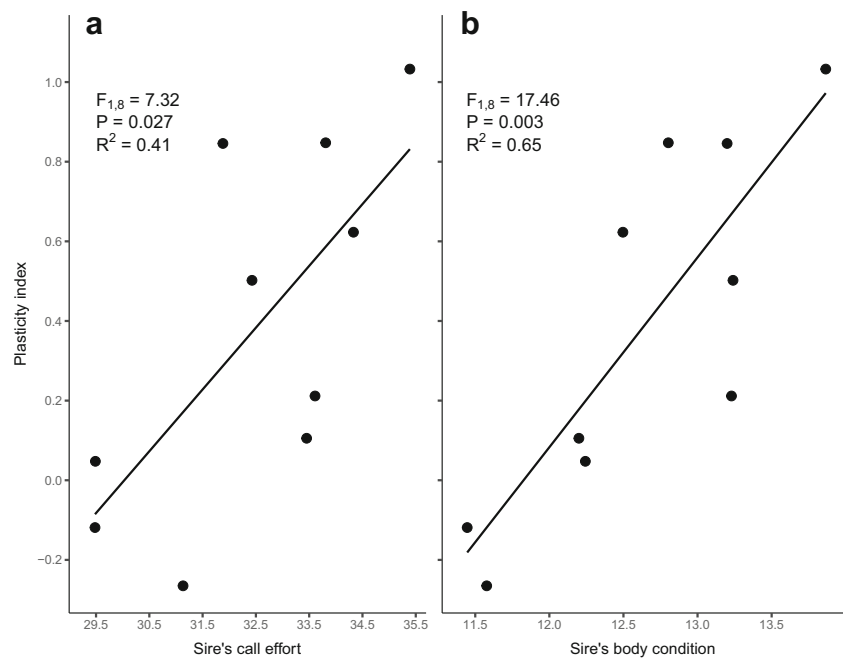 a
F1,8 = 7.32
P = 0.027
R² = 0.41
b
F1,8 = 17.46
P = 0.003
R² = 0.65
Plasticity index
1.0
0.8
0.6
0.4
0.2
0.0
−0.2
29.5 30.5 31.5 32.5 33.5 34.5 35.5
Sire's call effort
11.5 12.0 12.5 13.0 13.5
Sire's body condition